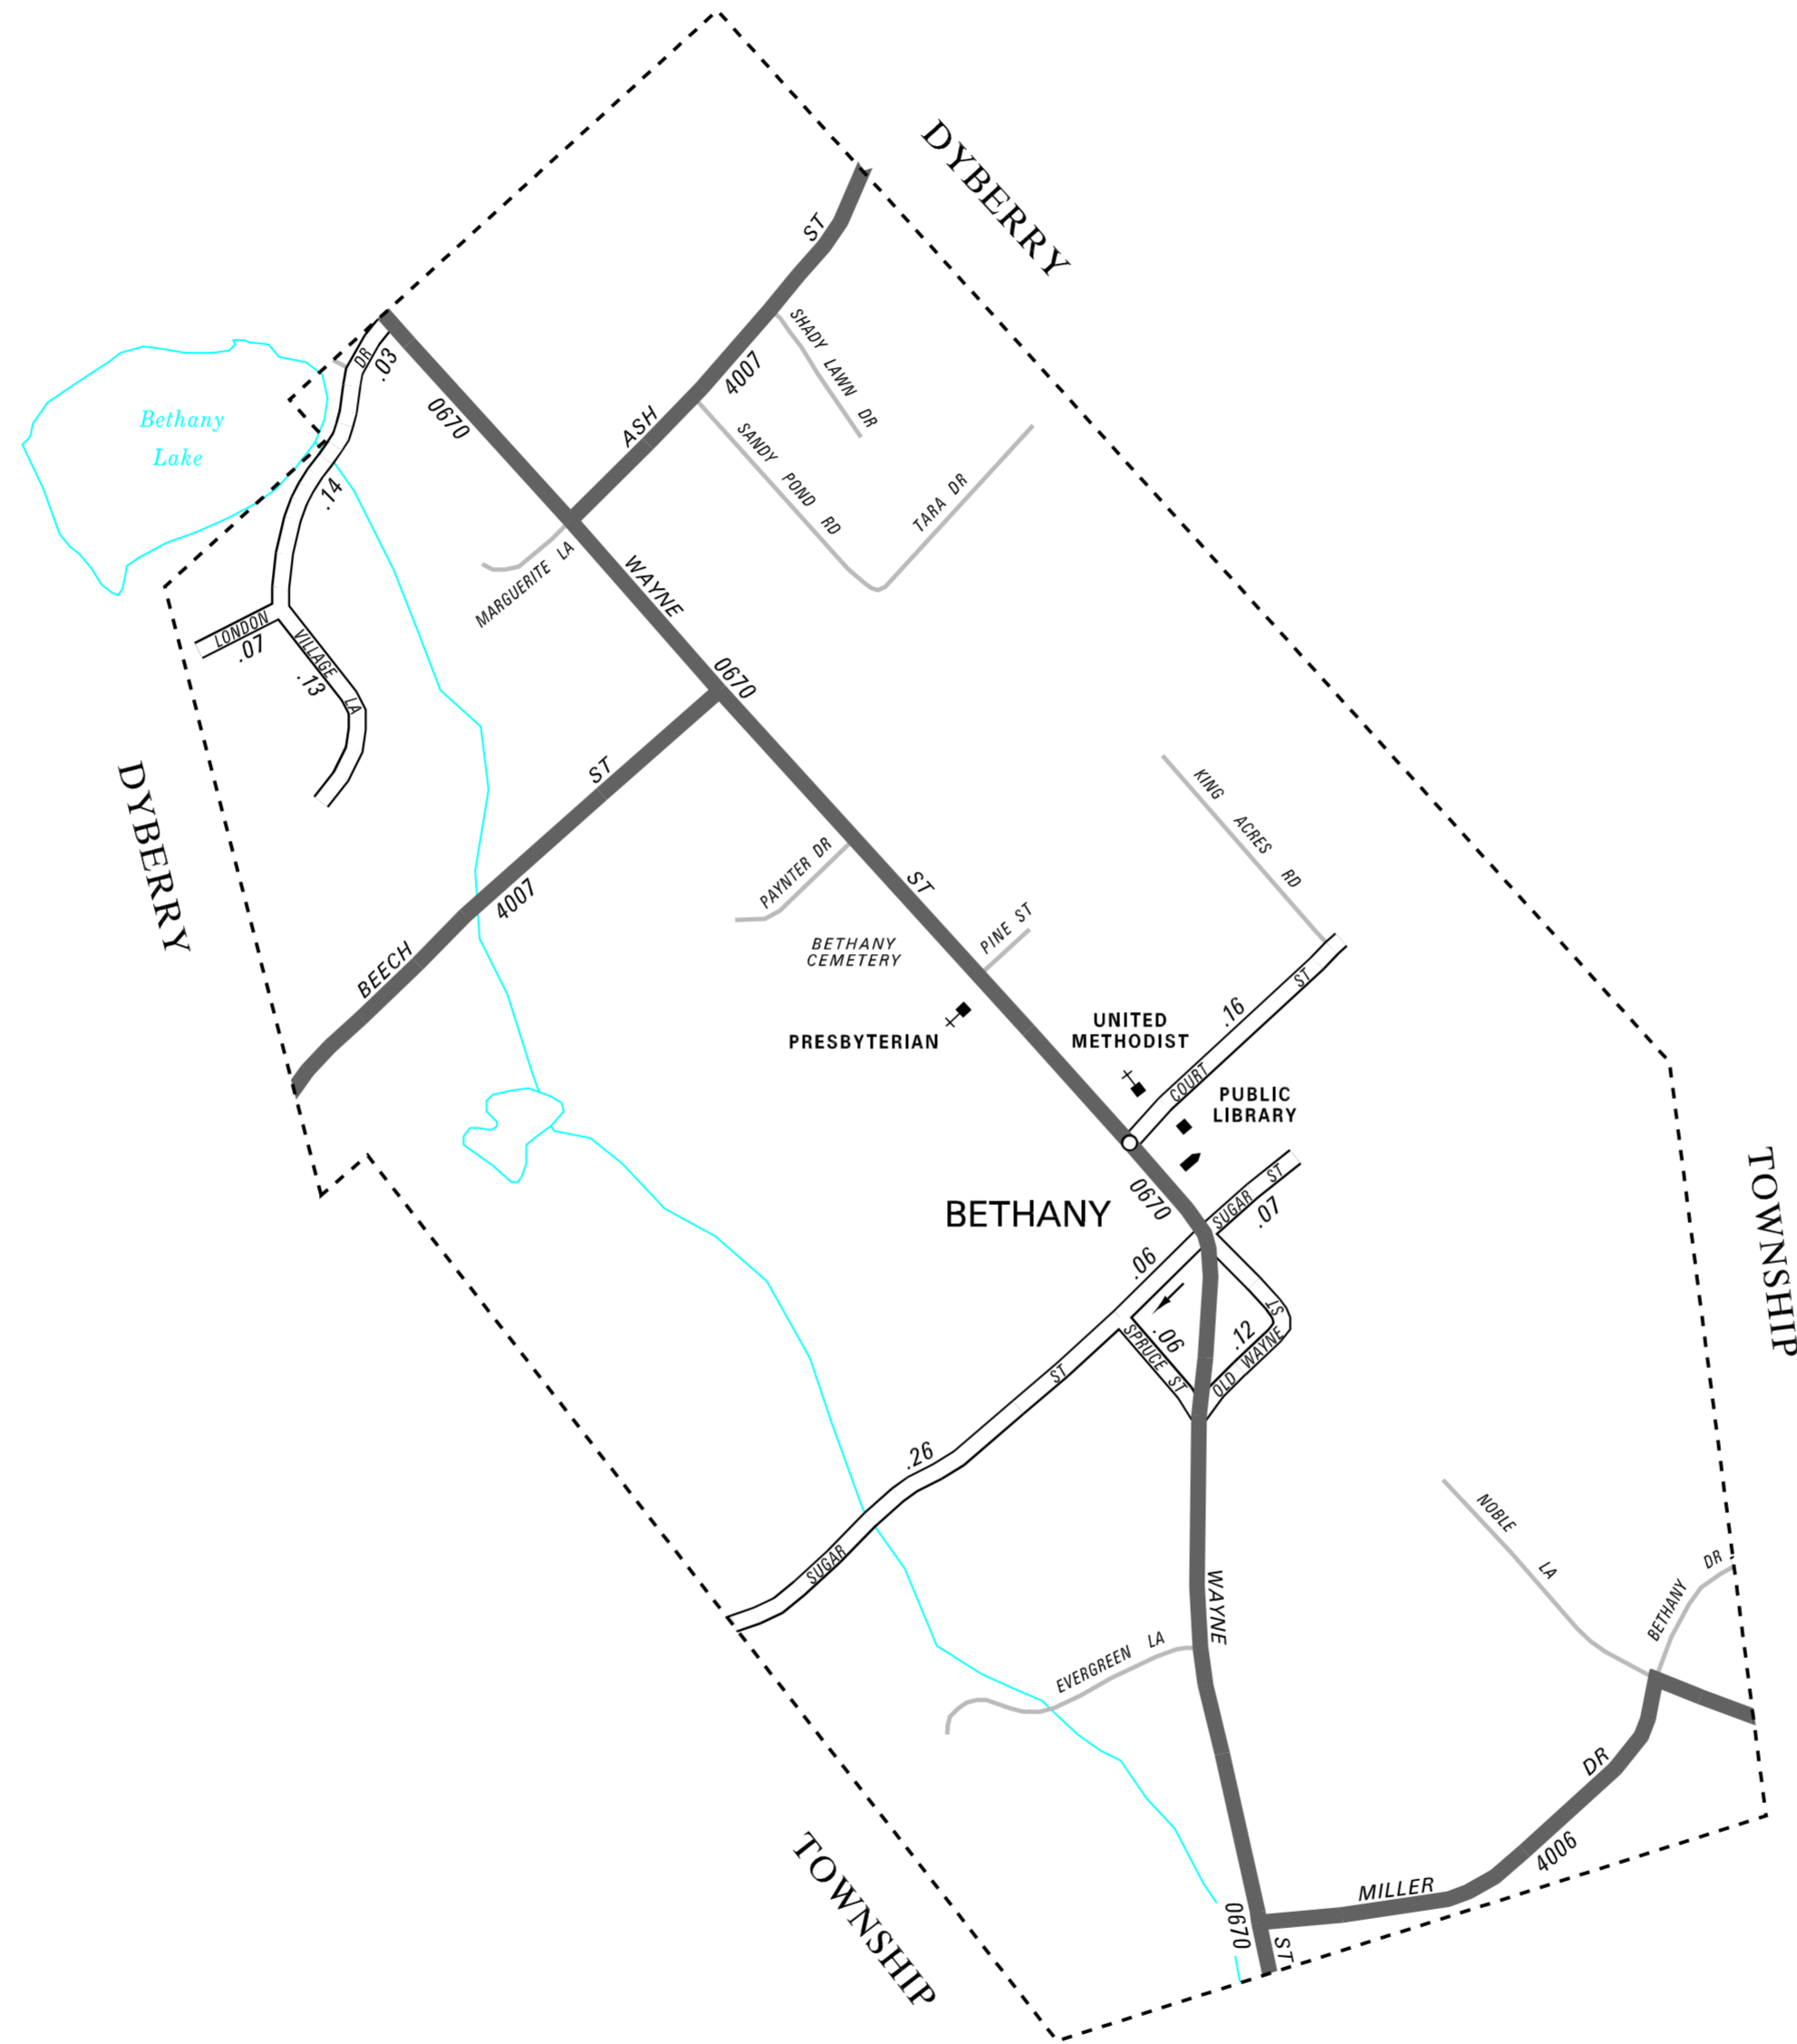 DYBERRY
ST
SHADY LAWN DR
4007
ASH
DR
.03
0670
Bethany
Lake
SANDY POND RD
TARA DR
.14
MARGUERITE LA
WAYNE
LONDON
.07
VILLAGE
LA
.13
0670
ST
DYBERRY
KING ACRES RD
PAYNTER DR
ST
4007
BEECH
BETHANY
CEMETERY
PINE ST
ST
.16
UNITED
METHODIST
PRESBYTERIAN
COURT
PUBLIC
LIBRARY
TOWNSHIP
0670
SUGAR ST
.07
BETHANY
.06
ST
.06
.12
SPRUCE ST
OLD WAYNE
ST
.26
SUGAR
NOBLE LA
BETHANY DR
WAYNE
EVERGREEN LA
DR
4006
TOWNSHIP
MILLER
0670
ST